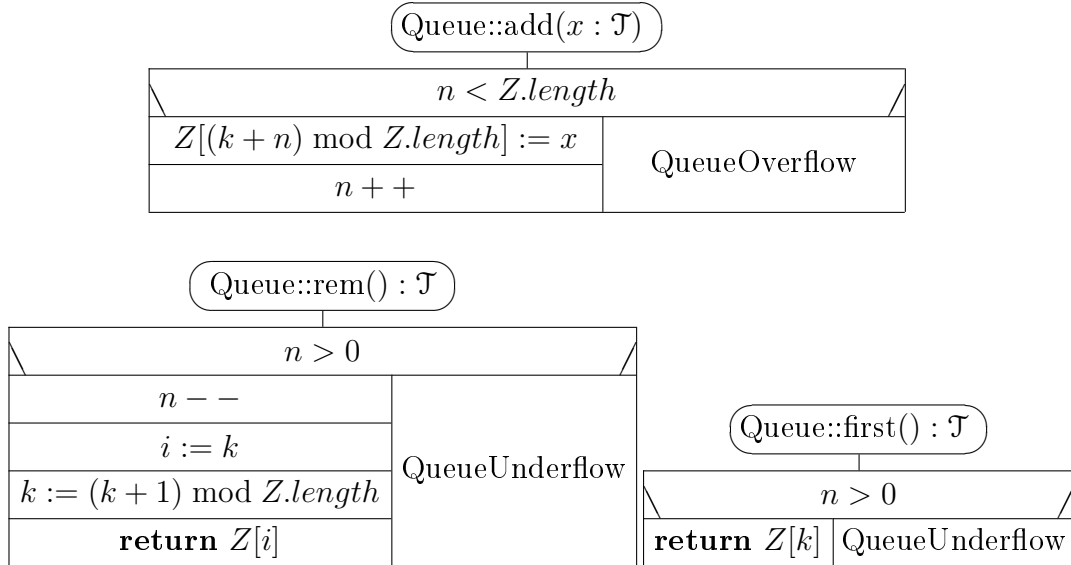 Queue::add(x : 𝒯)
n < Z.length
Z[(k + n) mod Z.length] := x
QueueOverflow
n + +
Queue::rem() : 𝒯
n > 0
n − −
i := k
k := (k + 1) mod Z.length
return Z[i]
QueueUnderflow
Queue::first() : 𝒯
n > 0
return Z[k]
QueueUnderflow